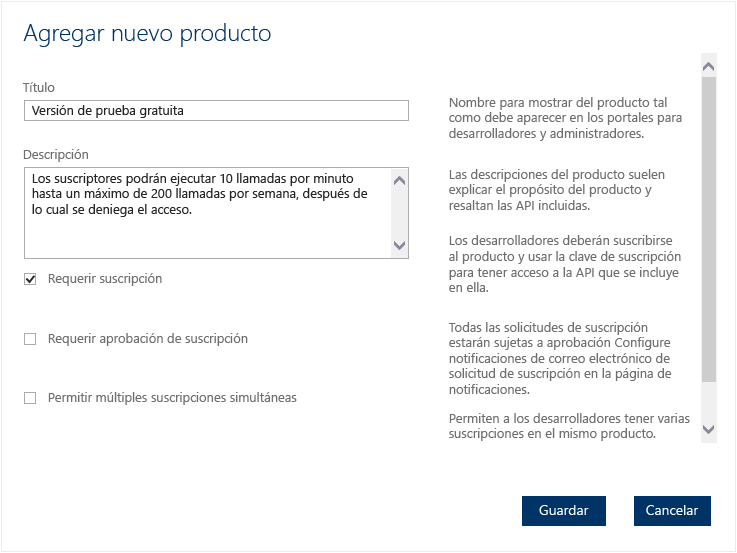 Agregar nuevo producto
Título
Versión de prueba gratuita
Nombre para mostrar del producto tal
como debe aparecer en los portales para
desarrolladores y administradores.
Descripción
Los suscriptores podrán ejecutar 10 llamadas por minuto
hasta un máximo de 200 llamadas por semana, después de
lo cual se deniega el acceso.
Las descripciones del producto suelen
explicar el propósito del producto y
resaltan las API incluidas.
Requerir suscripción
Los desarrolladores deberán suscribirse
al producto y usar la clave de suscripción
para tener acceso a la API que se incluye
en ella.
Requerir aprobación de suscripción
Todas las solicitudes de suscripción
estarán sujetas a aprobación Configure
notificaciones de correo electrónico de
solicitud de suscripción en la página de
notificaciones.
Permitir múltiples suscripciones simultáneas
Permiten a los desarrolladores tener varias
suscripciones en el mismo producto.
Guardar
Cancelar